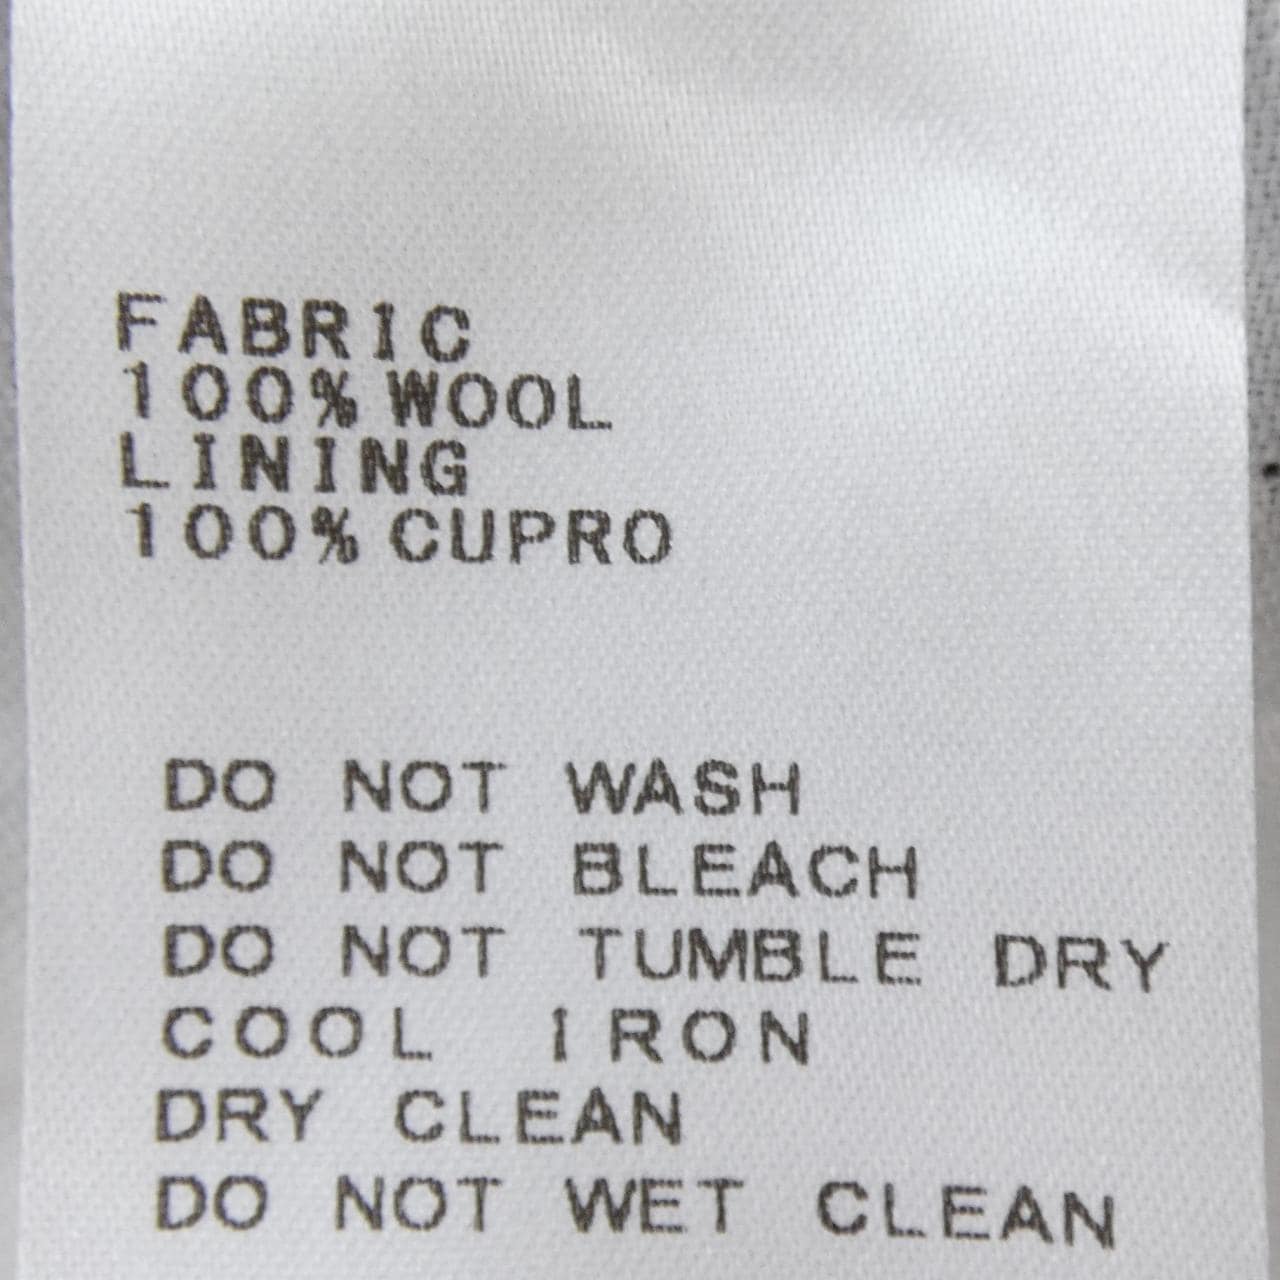 FABRIC
100% WOOL
LINING
100% CUPRO
DO NOT WASH
DO NOT BLEACH
DO NOT TUMBLE DRY
COOL IRON
DRY CLEAN
DO NOT WET CLEAN